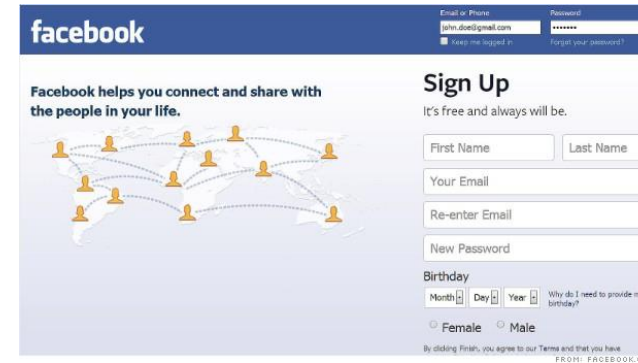 Email or Phone Password
facebook
john.doe@gmail.com •••••••
Keep me logged in Forgot your password?
Facebook helps you connect and share with
the people in your life.
Sign Up
It's free and always will be.
First Name Last Name
Your Email
Re-enter Email
New Password
Birthday
Month Day Year Why do I need to provide
birthday?
Female Male
By clicking Finish, you agree to our Terms and that you have
FROM: FACEBOOK